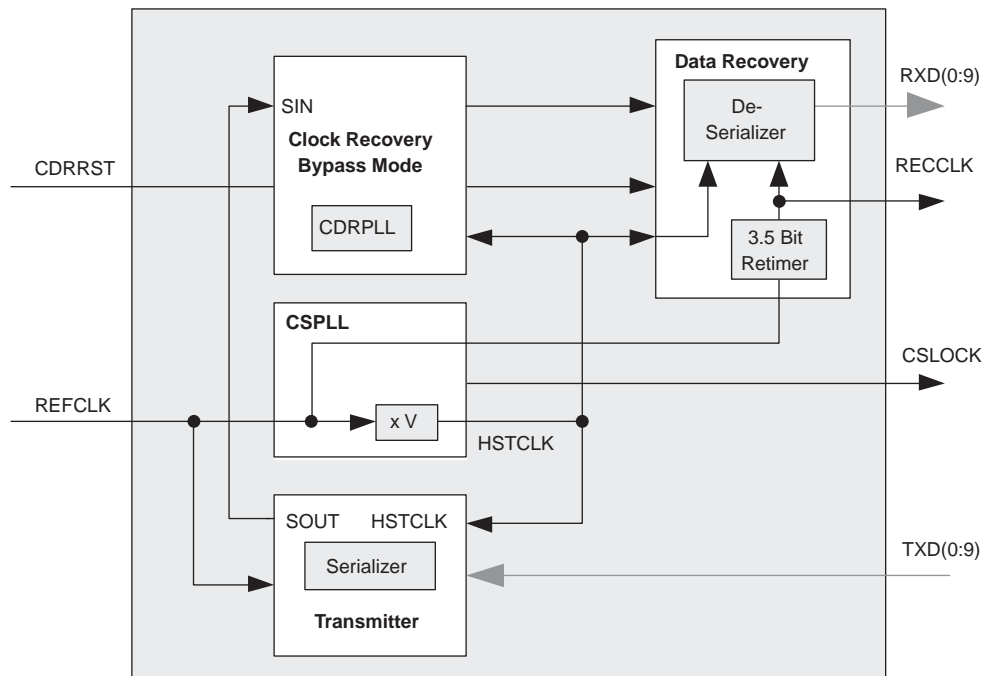 CDRRST
REFCLK
SIN
Clock Recovery
Bypass Mode
CDRPLL
CSPLL
x V
HSTCLK
SOUT HSTCLK
Serializer
Transmitter
Data Recovery
De-
Serializer
3.5 Bit
Retimer
RXD(0:9)
RECCLK
CSLOCK
TXD(0:9)